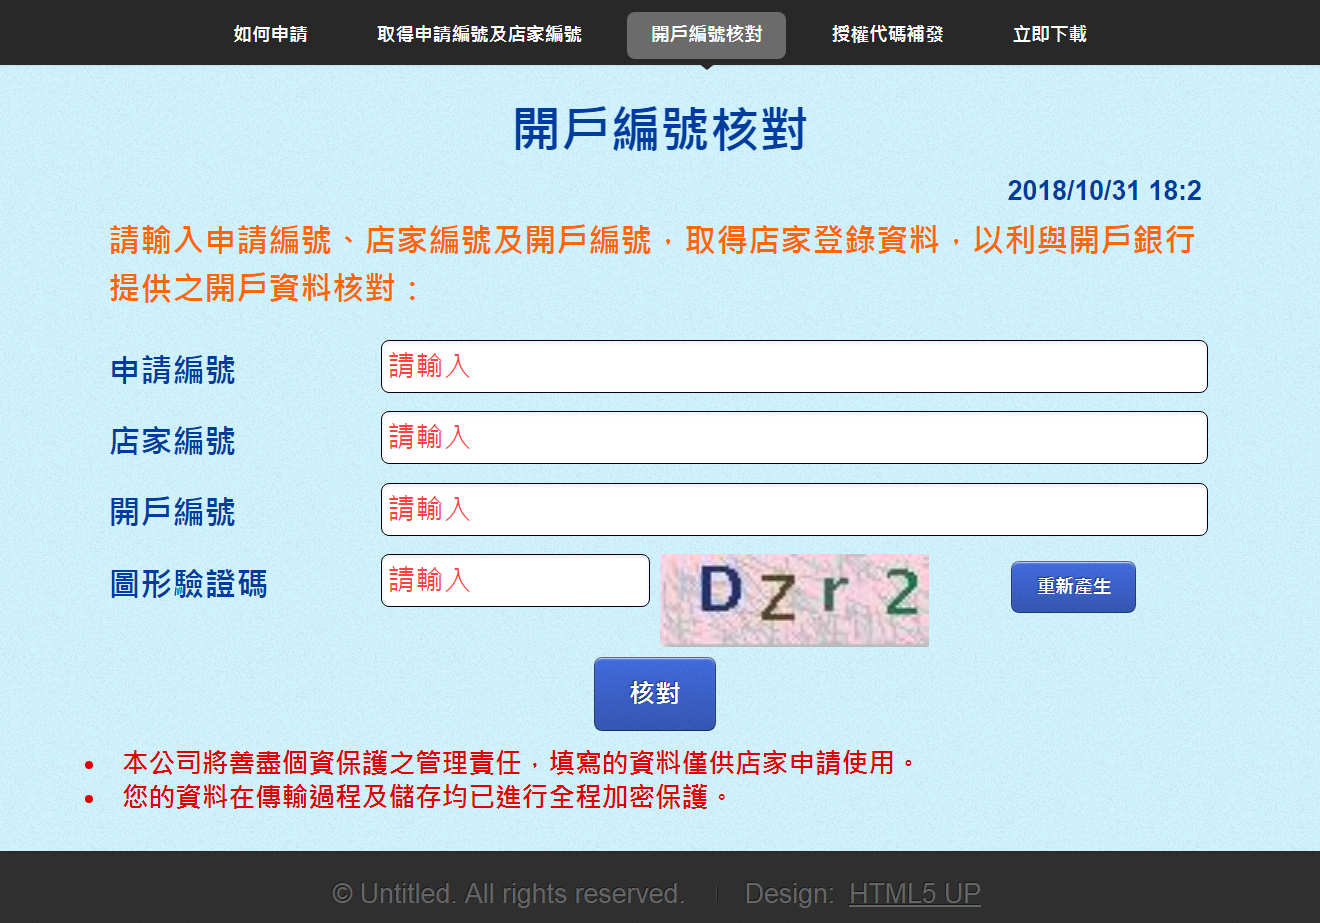 如何申請 取得申請編號及店家編號 開戶編號核對 授權代碼補發 立即下載
開戶編號核對
2018/10/31 18:2
請輸入申請編號、店家編號及開戶編號，取得店家登錄資料，以利與開戶銀行
提供之開戶資料核對：
申請編號 請輸入
店家編號 請輸入
開戶編號 請輸入
圖形驗證碼 請輸入 Dzr2 重新產生
核對
• 本公司將善盡個資保護之管理責任，填寫的資料僅供店家申請使用。
• 您的資料在傳輸過程及儲存均已進行全程加密保護。
© Untitled. All rights reserved. | Design: HTML5 UP